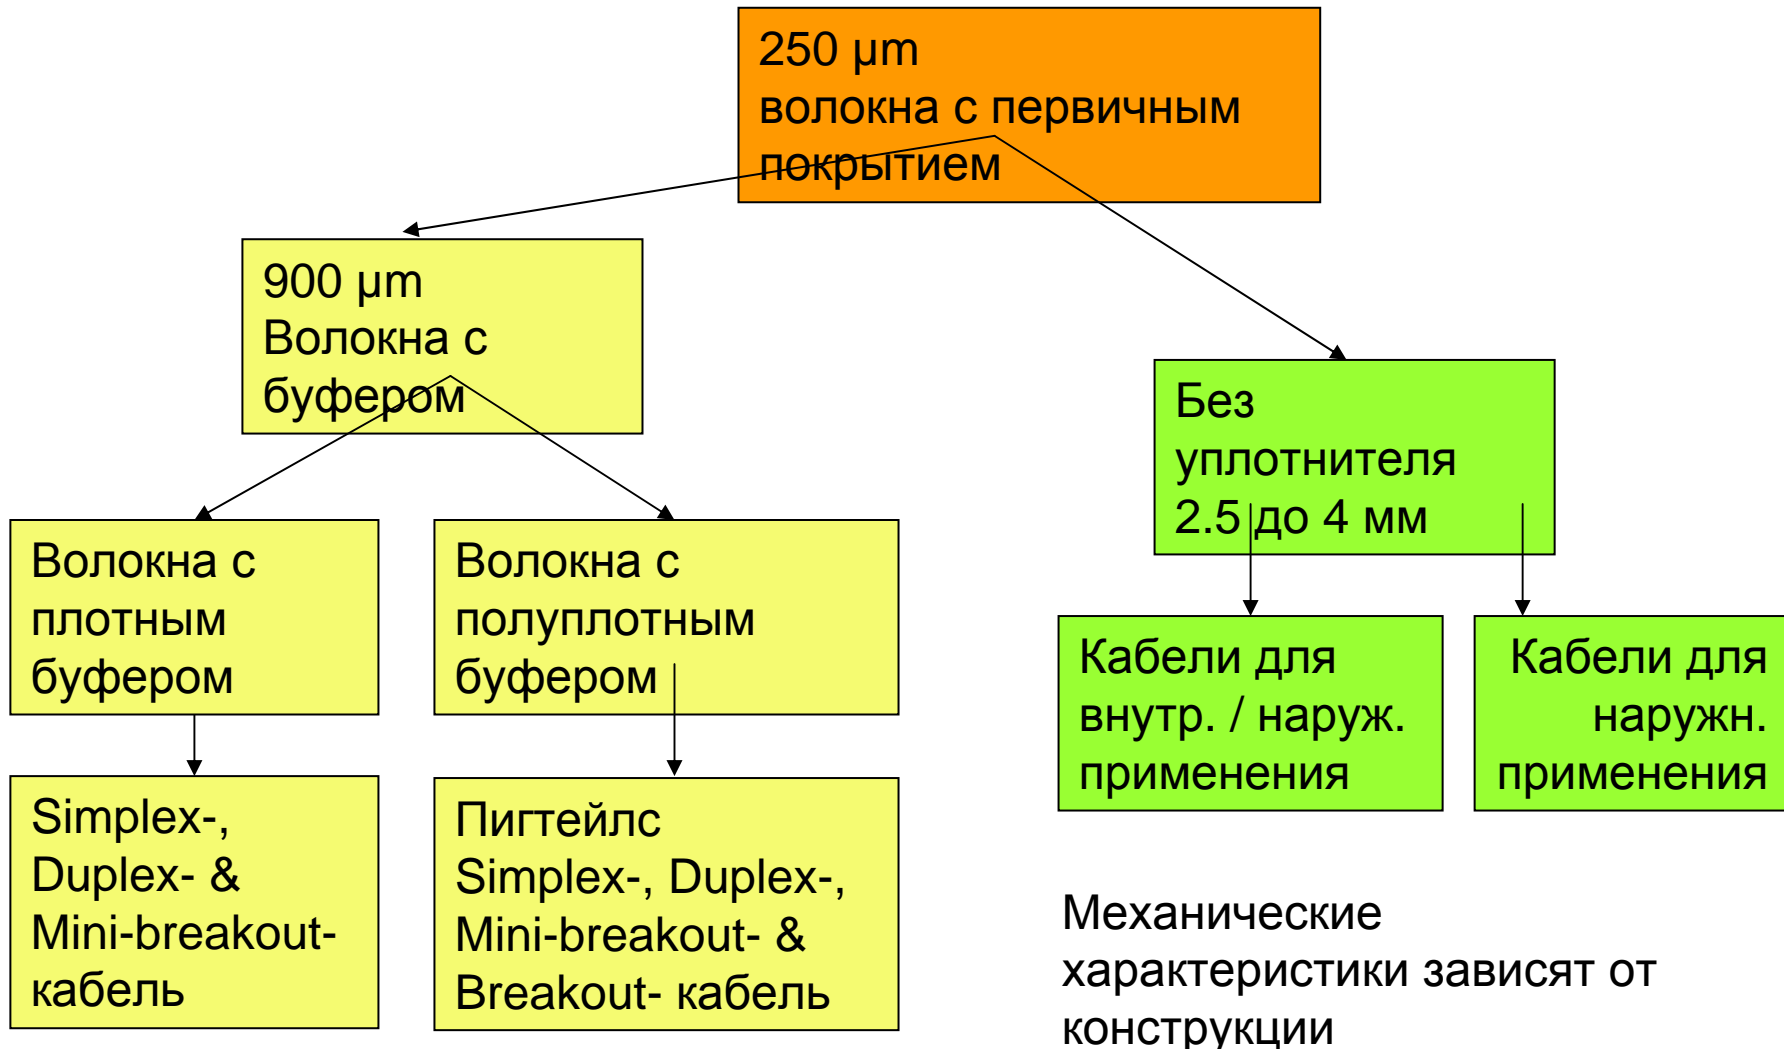 250 µm
волокна с первичным
покрытием
900 µm
Волокна с
буфером
Без
уплотнителя
2.5 до 4 мм
Волокна с
плотным
буфером
Волокна с
полуплотным
буфером
Кабели для
внутр. / наруж.
применения
Кабели для
наружн.
применения
Simplex-,
Duplex- &
Mini-breakout-
кабель
Пигтейлс
Simplex-, Duplex-,
Mini-breakout- &
Breakout- кабель
Механические
характеристики зависят от
конструкции